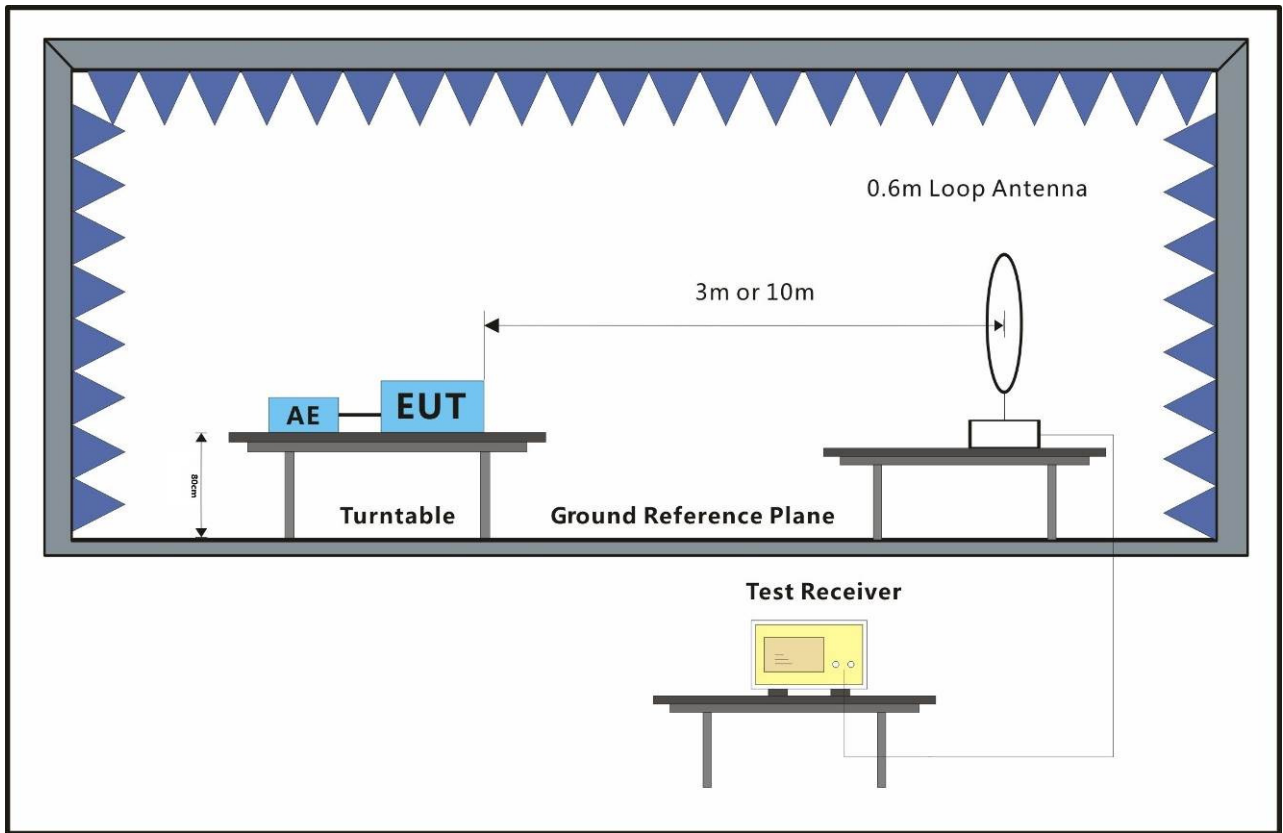 0.6m Loop Antenna
3m or 10m
AE
EUT
80cm
Turntable
Ground Reference Plane
Test Receiver